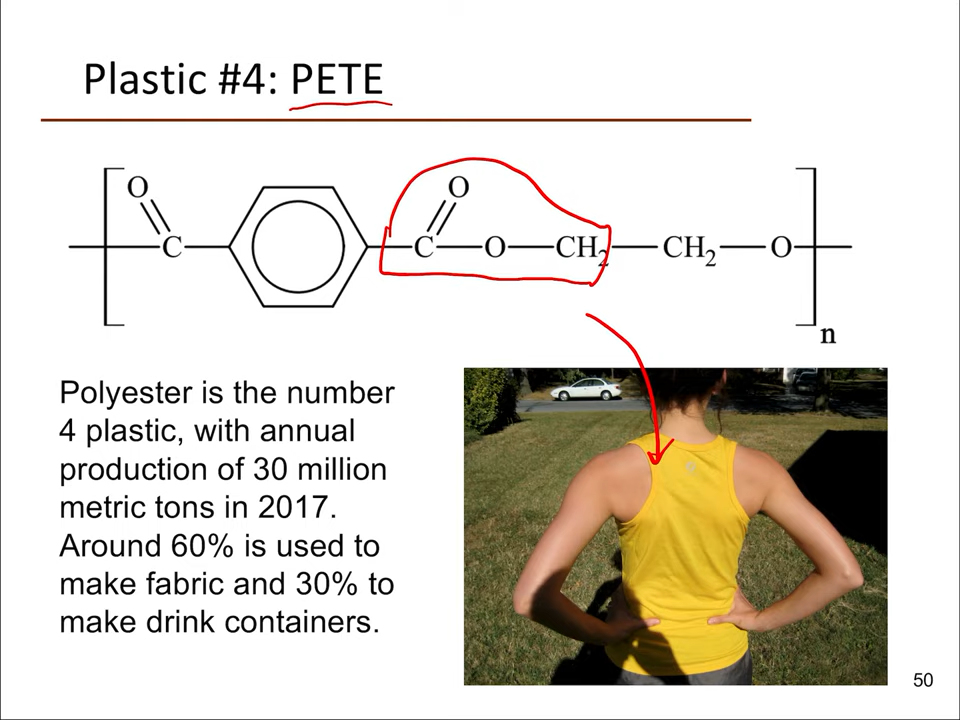 Plastic #4: PETE
O O
C C O CH2 CH2 O
n
Polyester is the number
4 plastic, with annual
production of 30 million
metric tons in 2017.
Around 60% is used to
make fabric and 30% to
make drink containers.
50